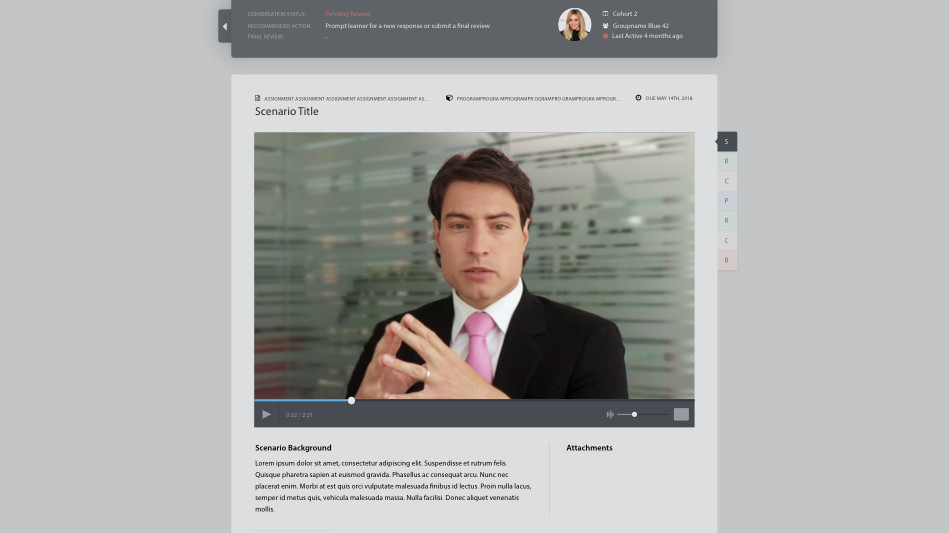 CONVERSATION STATUS: Pending Review
RECCOMMENDED ACTION: Prompt learner for a new response or submit a final review
FINAL REVIEW: -
Cohort 2
Groupname Blue 42
Last Active 4 months ago
ASSIGNMENT ASSIGNMENT ASSIGNMENT ASSIGNMENT ASSIGNMENT AS...
PROGRAMPROGRA MPROGRAMPR OGRAMPRO GRAMPROGRA MPROGR...
DUE MAY 14TH, 2018
Scenario Title
S
R
C
P
R
C
R
0:32 / 2:21
Scenario Background
Lorem ipsum dolor sit amet, consectetur adipiscing elit. Suspendisse et rutrum felis.
Quisque pharetra sapien at euismod gravida. Phasellus ac consequat arcu. Nunc nec
placerat enim. Morbi at est quis orci vulputate malesuada finibus id lectus. Proin nulla lacus,
semper id metus quis, vehicula malesuada massa. Nulla facilisi. Donec aliquet venenatis
mollis.
Attachments